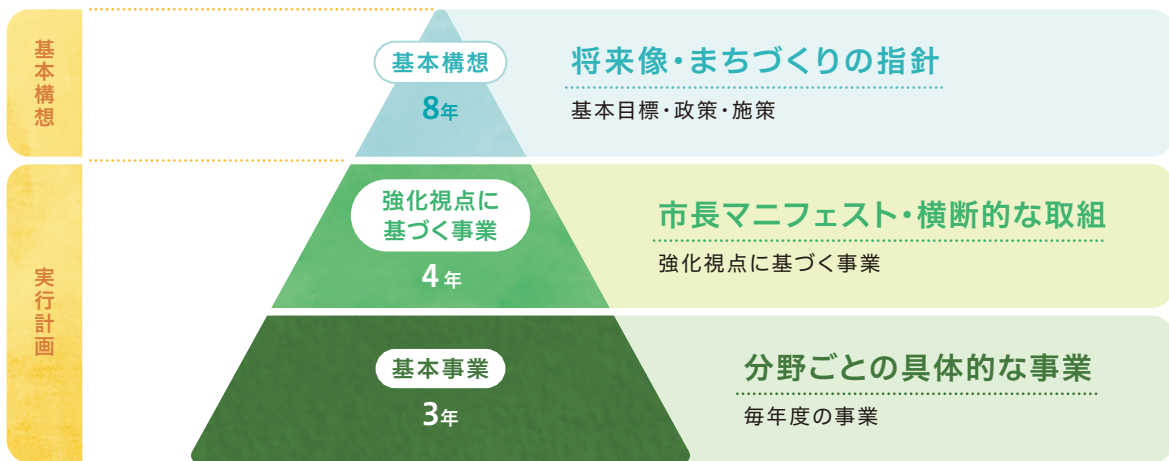 基本構想
基本構想
8年
将来像・まちづくりの指針
基本目標・政策・施策
実行計画
強化視点に
基づく事業
4年
市長マニフェスト・横断的な取組
強化視点に基づく事業
基本事業
3年
分野ごとの具体的な事業
毎年度の事業